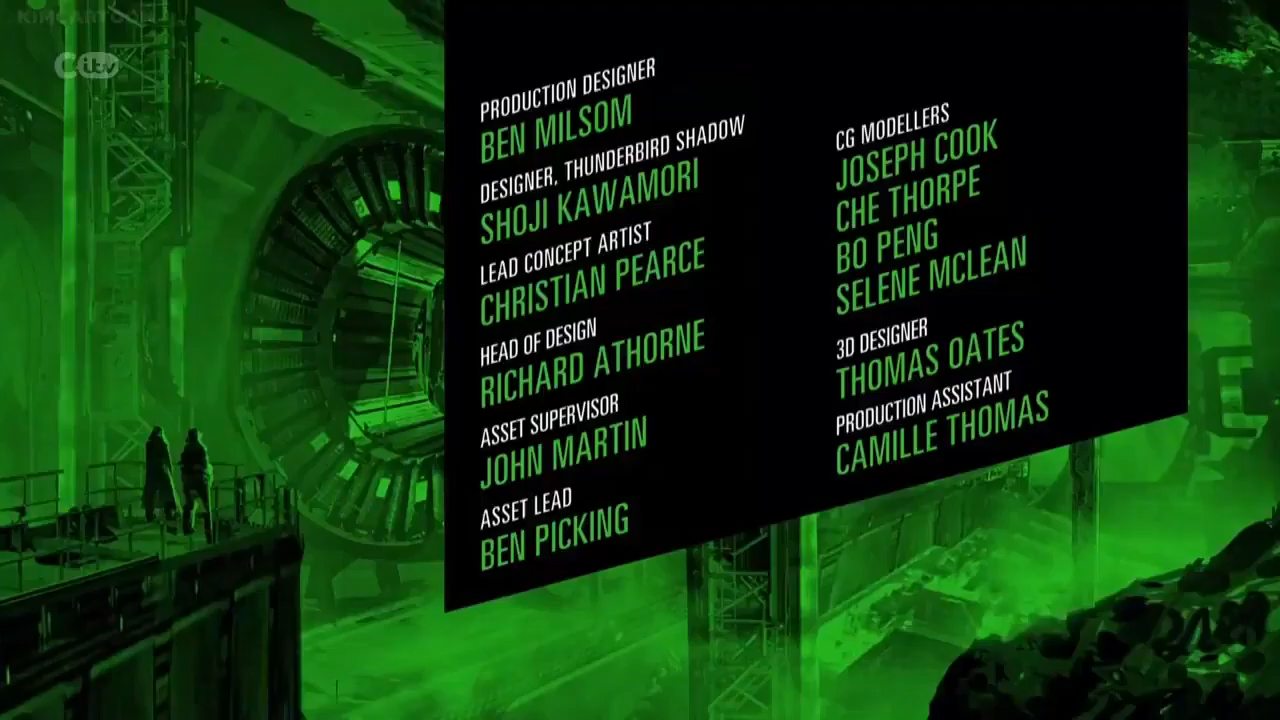 KIMCARTOON
citv
PRODUCTION DESIGNER
BEN MILSOM
DESIGNER, THUNDERBIRD SHADOW
SHOJI KAWAMORI
LEAD CONCEPT ARTIST
CHRISTIAN PEARCE
HEAD OF DESIGN
RICHARD ATHORNE
ASSET SUPERVISOR
JOHN MARTIN
ASSET LEAD
BEN PICKING
CG MODELLERS
JOSEPH COOK
CHE THORPE
BO PENG
SELENE MCLEAN
3D DESIGNER
THOMAS OATES
PRODUCTION ASSISTANT
CAMILLE THOMAS